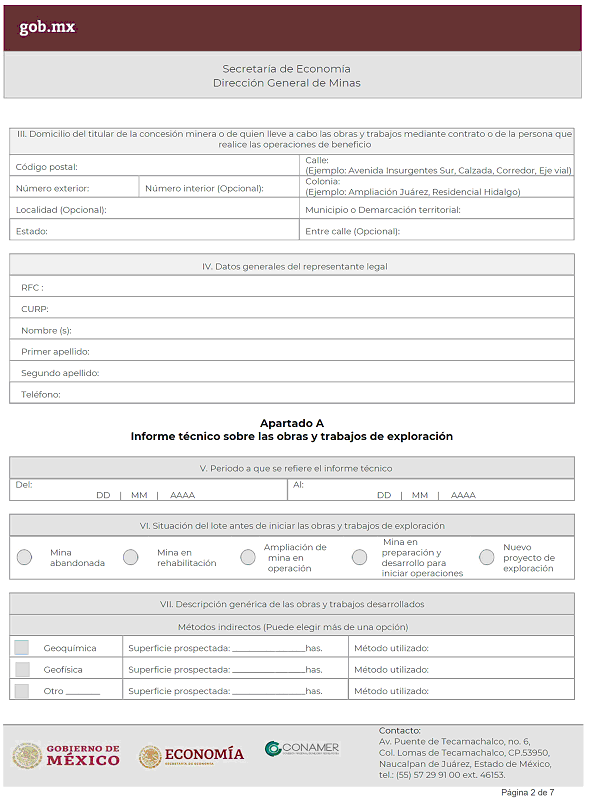 gob.mx
Secretaría de Economía
Dirección General de Minas
III. Domicilio del titular de la concesión minera o de quien lleve a cabo las obras y trabajos mediante contrato o de la persona que
realice las operaciones de beneficio
Código postal:
Calle:
(Ejemplo: Avenida Insurgentes Sur, Calzada, Corredor, Eje vial)
Número exterior:
Número interior (Opcional):
Colonia:
(Ejemplo: Ampliación Juárez, Residencial Hidalgo)
Localidad (Opcional):
Municipio o Demarcación territorial:
Estado:
Entre calle (Opcional):
IV. Datos generales del representante legal
RFC :
CURP:
Nombre (s):
Primer apellido:
Segundo apellido:
Teléfono:
Apartado A
Informe técnico sobre las obras y trabajos de exploración
V. Periodo a que se refiere el informe técnico
Del:
DD | MM | AAAA
Al:
DD | MM | AAAA
VI. Situación del lote antes de iniciar las obras y trabajos de exploración
Mina
abandonada
Mina en
rehabilitación
Ampliación de
mina en
operación
Mina en
preparación y
desarrollo para
iniciar operaciones
Nuevo
proyecto de
exploración
VII. Descripción genérica de las obras y trabajos desarrollados
Métodos indirectos (Puede elegir más de una opción)
Geoquímica
Superficie prospectada: _______________has.
Método utilizado:
Geofísica
Superficie prospectada: _______________has.
Método utilizado:
Otro _______
Superficie prospectada: _______________has.
Método utilizado:
GOBIERNO DE
MÉXICO
ECONOMÍA
SECRETARÍA DE ECONOMÍA
CONAMER
Contacto:
Av. Puente de Tecamachalco, no. 6,
Col. Lomas de Tecamachalco, CP.53950,
Naucalpan de Juárez, Estado de México,
tel.: (55) 57 29 91 00 ext. 46153.
Página 2 de 7